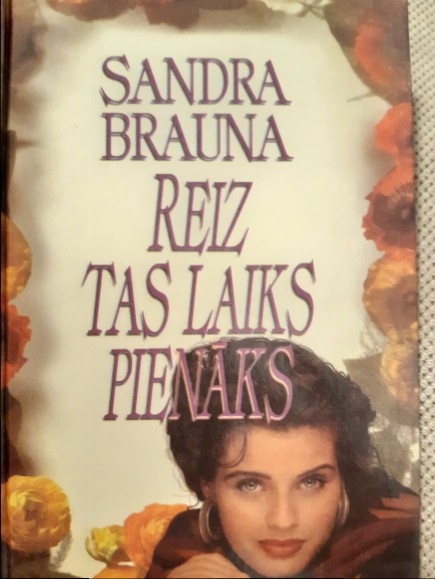 SANDRA
BRAUNA
REIZ
TAS LAIKS
PIENĀKS